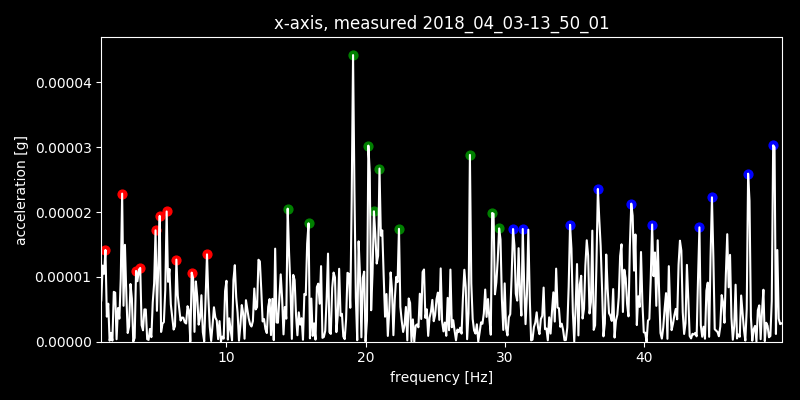 x-axis, measured 2018_04_03-13_50_01
acceleration [g]
0.00004
0.00003
0.00002
0.00001
0.00000
10 20 30 40
frequency [Hz]